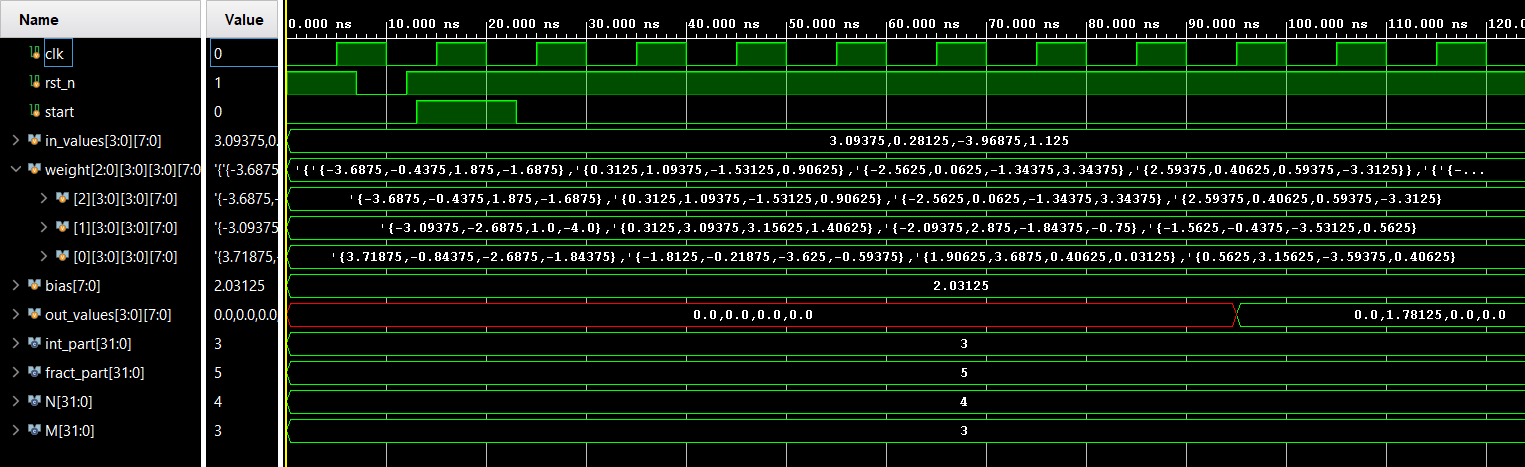 Name Value 0.000 ns 10.000 ns 20.000 ns 30.000 ns 40.000 ns 50.000 ns 60.000 ns 70.000 ns 80.000 ns 90.000 ns 100.000 ns 110.000 ns 120.0
clk 0
rst_n 1
start 0
in_values[3:0][7:0] 3.09375,0. 3.09375,0.28125,-3.96875,1.125
weight[2:0][3:0][3:0][7:0 '{'{-3.6875 '{'{-3.6875,-0.4375,1.875,-1.6875},'{0.3125,1.09375,-1.53125,0.90625},'{-2.5625,0.0625,-1.34375,3.34375},'{2.59375,0.40625,0.59375,-3.3125}},'{'{-...
[2][3:0][3:0][7:0] '{-3.6875,- '{-3.6875,-0.4375,1.875,-1.6875},'{0.3125,1.09375,-1.53125,0.90625},'{-2.5625,0.0625,-1.34375,3.34375},'{2.59375,0.40625,0.59375,-3.3125}
[1][3:0][3:0][7:0] '{-3.09375, '{-3.09375,-2.6875,1.0,-4.0},'{0.3125,3.09375,3.15625,1.40625},'{-2.09375,2.875,-1.84375,-0.75},'{-1.5625,-0.4375,-3.53125,0.5625}
[0][3:0][3:0][7:0] '{3.71875,- '{3.71875,-0.84375,-2.6875,-1.84375},'{-1.8125,-0.21875,-3.625,-0.59375},'{1.90625,3.6875,0.40625,0.03125},'{0.5625,3.15625,-3.59375,0.40625}
bias[7:0] 2.03125 2.03125
out_values[3:0][7:0] 0.0,0.0,0.0,0 0.0,0.0,0.0,0.0 0.0,1.78125,0.0,0.0
int_part[31:0] 3 3
fract_part[31:0] 5 5
N[31:0] 4 4
M[31:0] 3 3